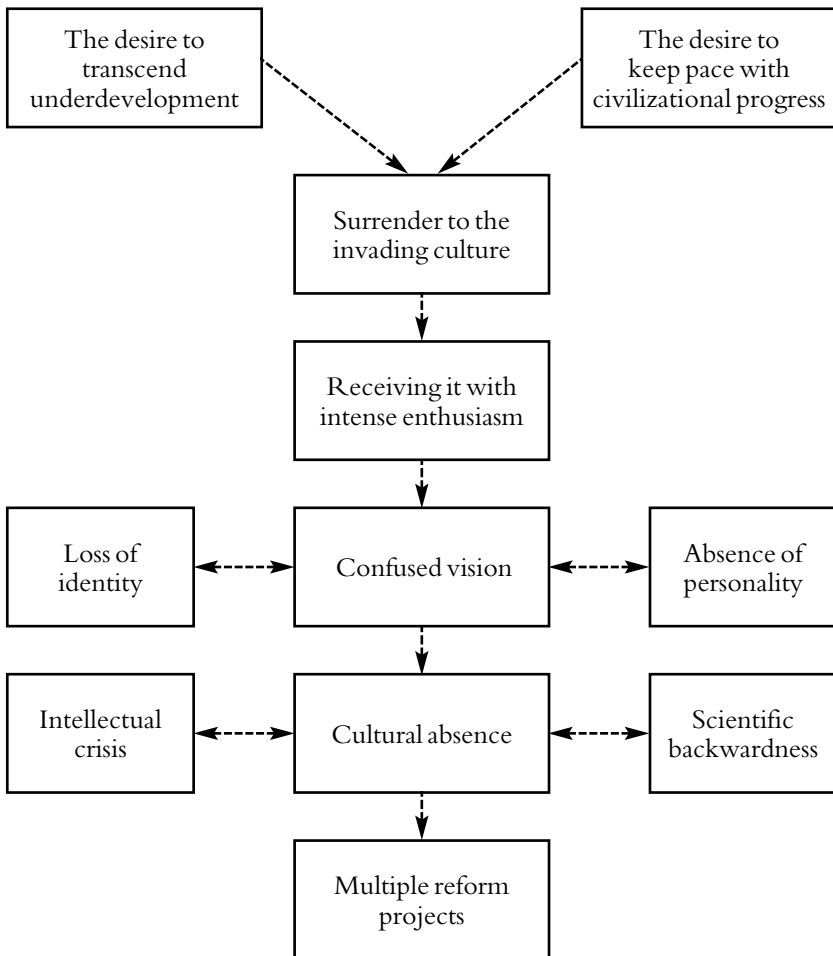 The desire to
transcend
underdevelopment
The desire to
keep pace with
civilizational progress
Surrender to the
invading culture
Receiving it with
intense enthusiasm
Loss of
identity
Confused vision
Absence of
personality
Intellectual
crisis
Cultural absence
Scientific
backwardness
Multiple reform
projects